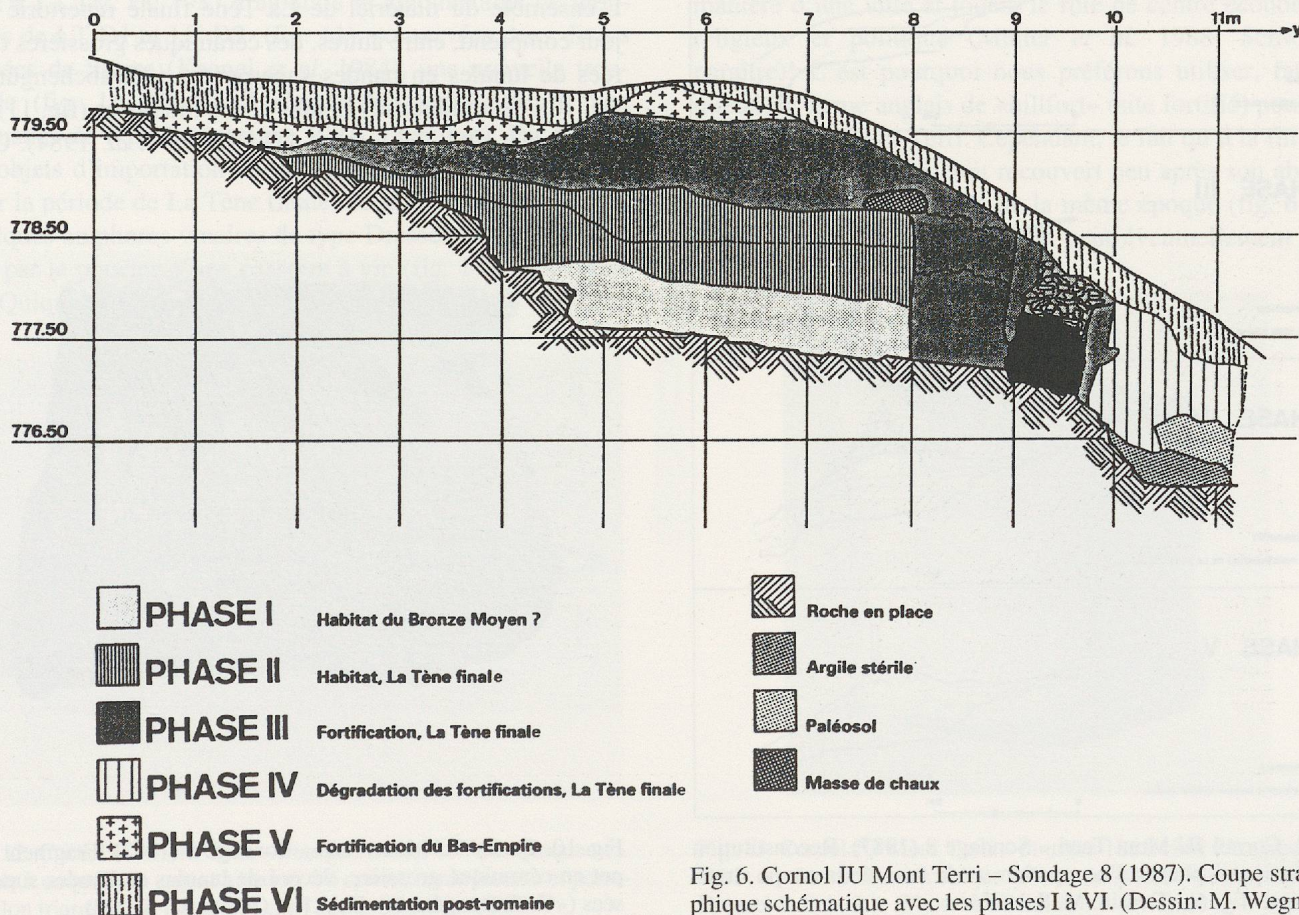 0 1 2 3 4 5 6 7 8 9 10 11m y
779.50
778.50
777.50
776.50
PHASE I Habitat du Bronze Moyen ?
PHASE II Habitat, La Tène finale
PHASE III Fortification, La Tène finale
PHASE IV Dégradation des fortifications, La Tène finale
PHASE V Fortification du Bas-Empire
PHASE VI Sédimentation post-romaine
Roche en place
Argile stérile
Paléosol
Masse de chaux
Fig. 6. Cornol JU Mont Terri – Sondage 8 (1987). Coupe stra
phique schématique avec les phases I à VI. (Dessin: M. Wegn